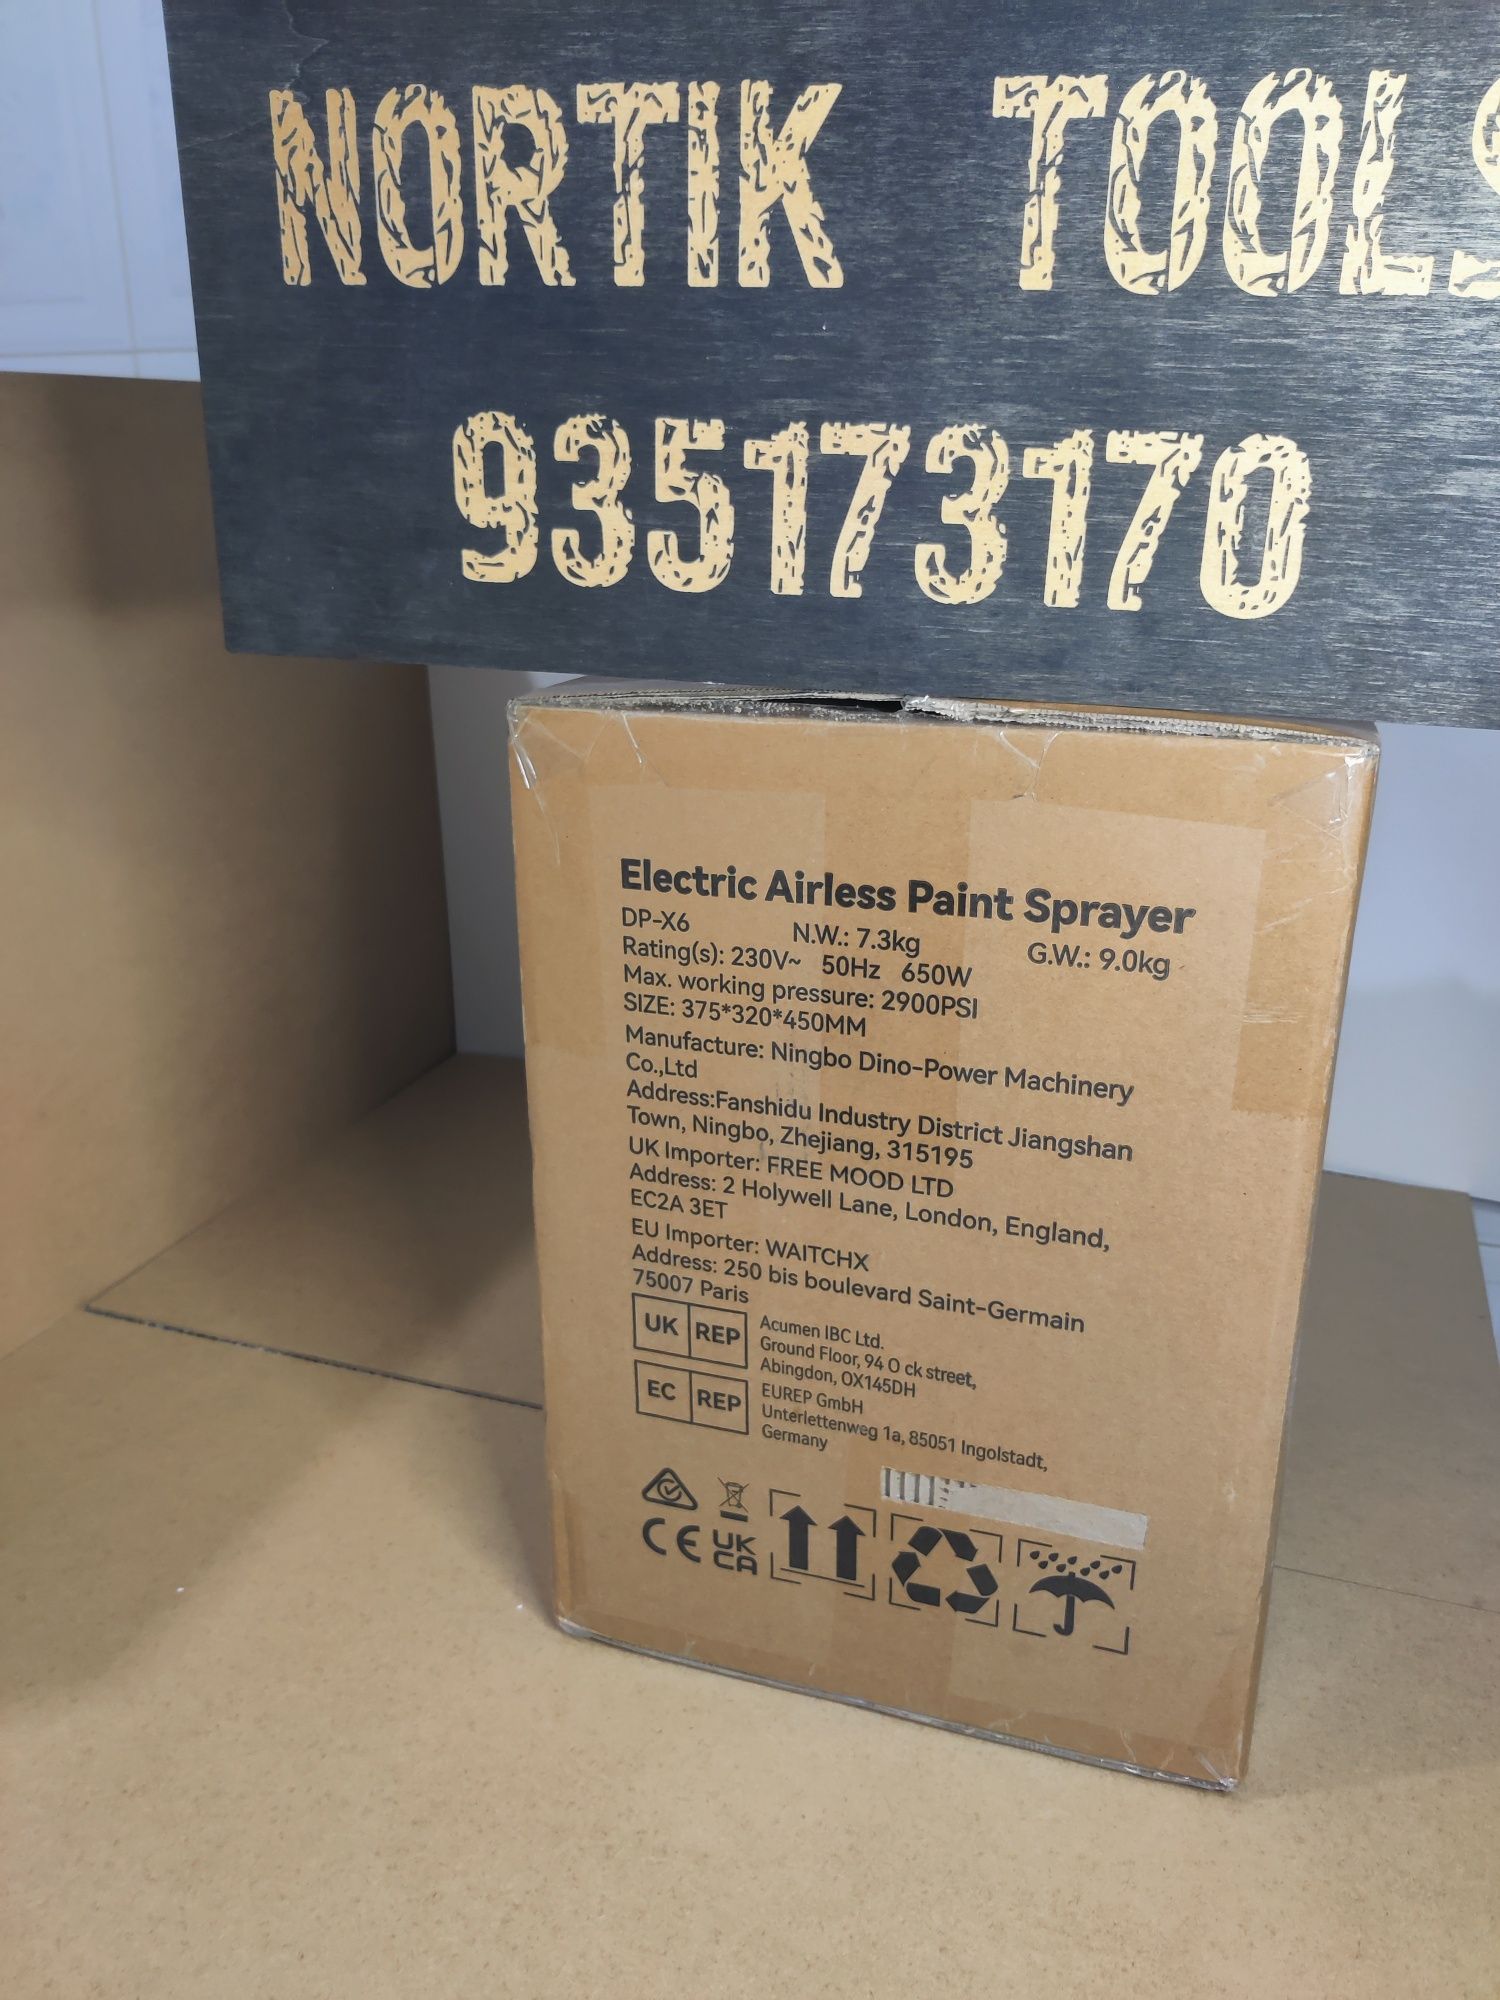 NORTIK TOOLS
935173170
Electric Airless Paint Sprayer
DP-X6 N.W.: 7.3kg G.W.: 9.0kg
Rating(s): 230V~ 50Hz 650W
Max. working pressure: 2900PSI
SIZE: 375*320*450MM
Manufacture: Ningbo Dino-Power Machinery
Co.,Ltd
Address:Fanshidu Industry District Jiangshan
Town, Ningbo, Zhejiang, 315195
UK Importer: FREE MOOD LTD
Address: 2 Holywell Lane, London, England,
EC2A 3ET
EU Importer: WAITCHX
Address: 250 bis boulevard Saint-Germain
75007 Paris
UK REP
Acumen IBC Ltd.
Ground Floor, 94 O ck street,
Abingdon, OX145DH
EC REP
EUREP GmbH
Unterlettenweg 1a, 85051 Ingolstadt,
Germany
CE UK CA